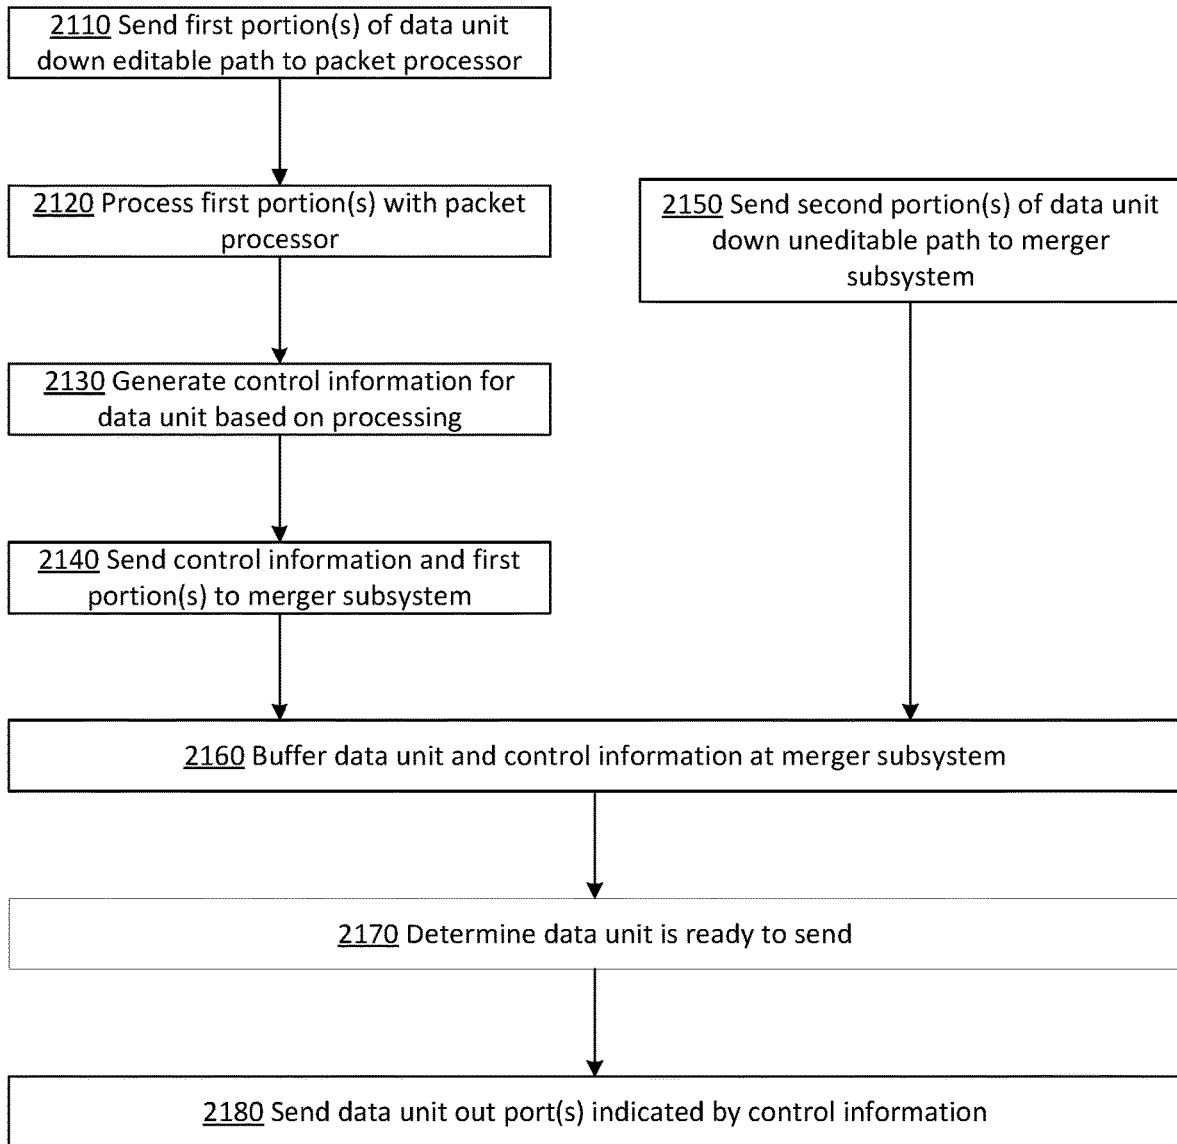 2110 Send first portion(s) of data unit
down editable path to packet processor
2120 Process first portion(s) with packet
processor
2150 Send second portion(s) of data unit
down uneditable path to merger
subsystem
2130 Generate control information for
data unit based on processing
2140 Send control information and first
portion(s) to merger subsystem
2160 Buffer data unit and control information at merger subsystem
2170 Determine data unit is ready to send
2180 Send data unit out port(s) indicated by control information